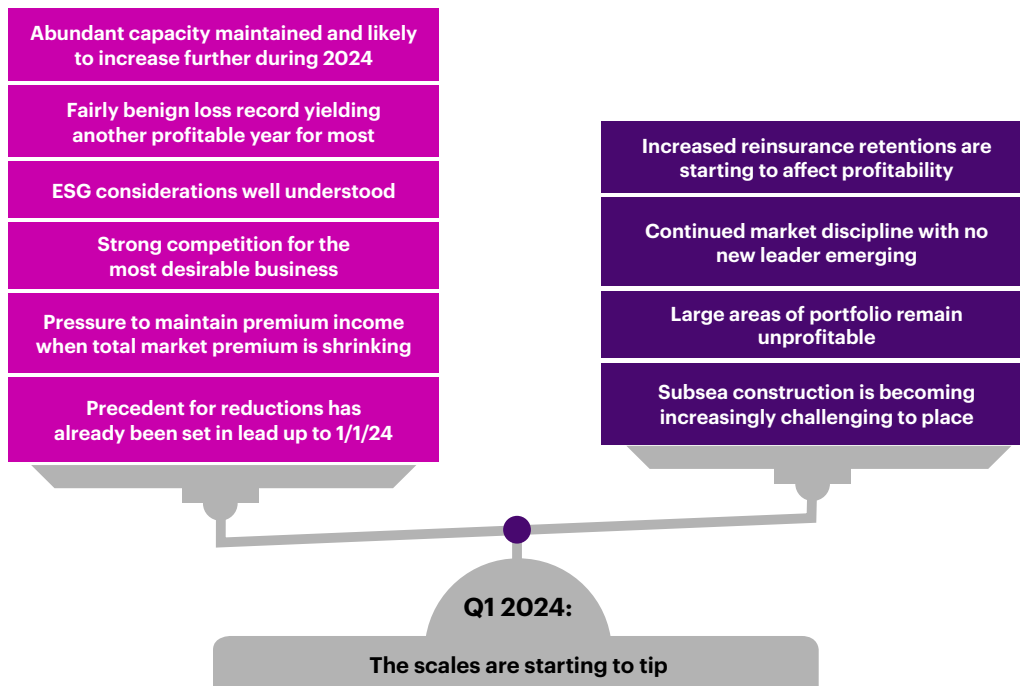 Abundant capacity maintained and likely
to increase further during 2024
Fairly benign loss record yielding
another profitable year for most
ESG considerations well understood
Strong competition for the
most desirable business
Pressure to maintain premium income
when total market premium is shrinking
Precedent for reductions has
already been set in lead up to 1/1/24
Increased reinsurance retentions are
starting to affect profitability
Continued market discipline with no
new leader emerging
Large areas of portfolio remain
unprofitable
Subsea construction is becoming
increasingly challenging to place
Q1 2024:
The scales are starting to tip